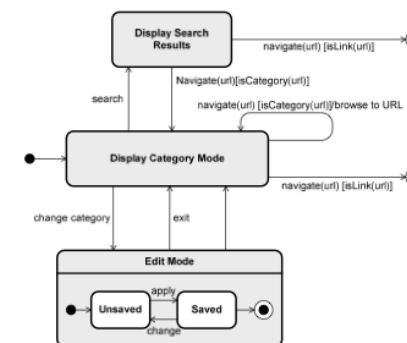 Display Search
Results
navigate(url) [isLink(url)]
Navigate(url)[isCategory(url)]
search
navigate(url) [isCategory(url)]/browse to URL
Display Category Mode
navigate(url) [isLink(url)]
change category
exit
Edit Mode
apply
Unsaved
Saved
change